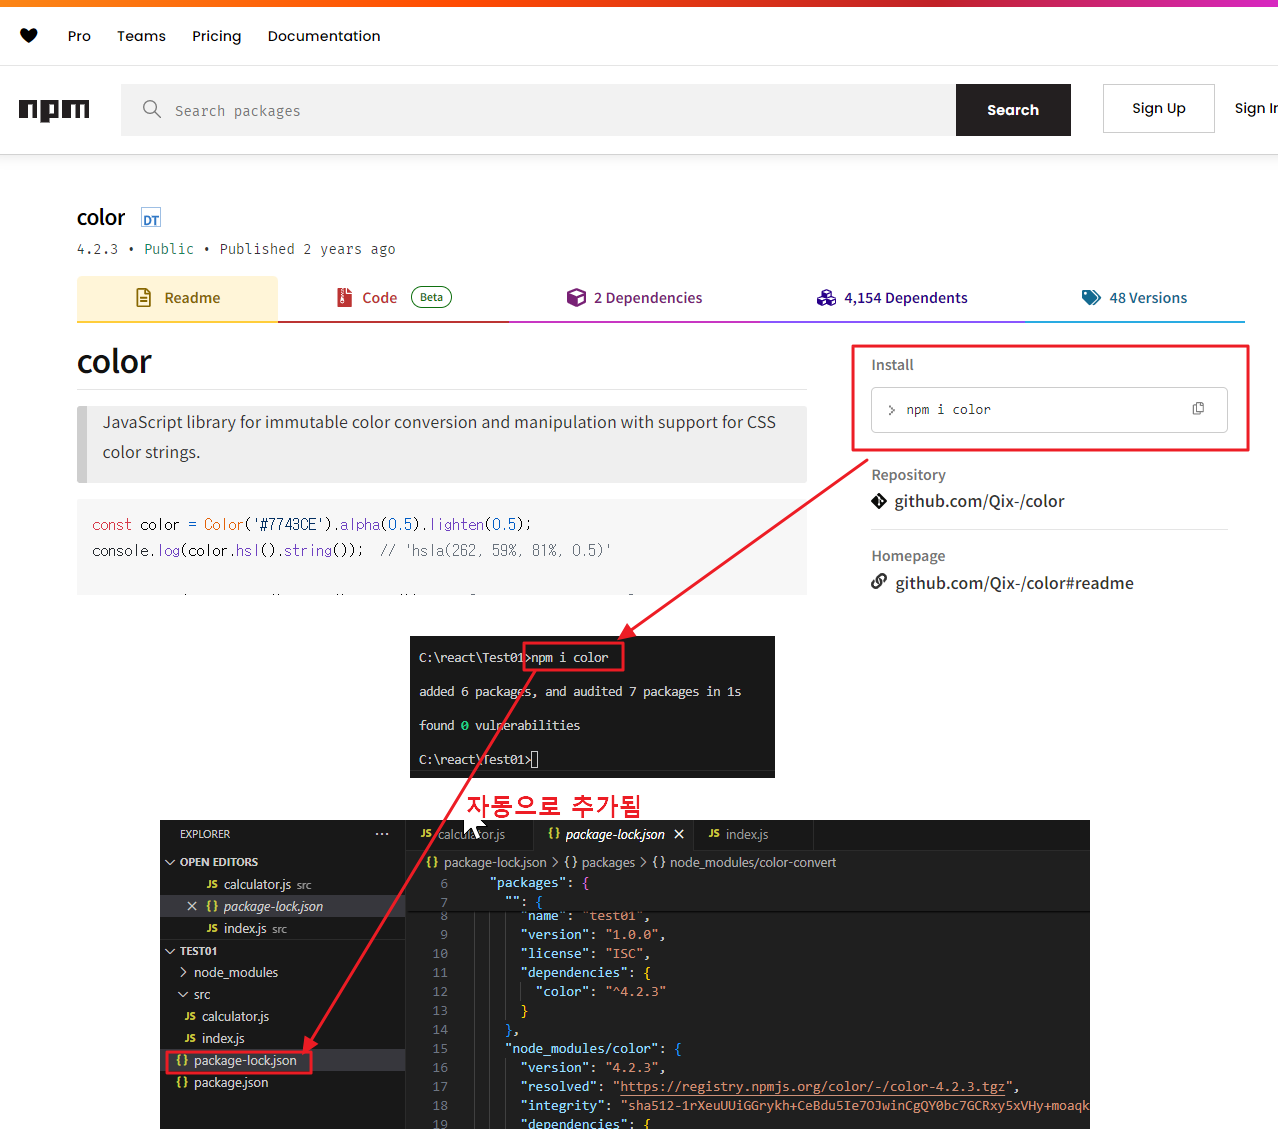 Pro Teams Pricing Documentation
npm Search packages Search Sign Up Sign In
color DT
4.2.3 • Public • Published 2 years ago
Readme Code Beta 2 Dependencies 4,154 Dependents 48 Versions
color
JavaScript library for immutable color conversion and manipulation with support for CSS
color strings.
const color = Color('#7743CE').alpha(0.5).lighten(0.5);
console.log(color.hsl().string()); // 'hsla(262, 59%, 81%, 0.5)'
Install
> npm i color
Repository
github.com/Qix-/color
Homepage
github.com/Qix-/color#readme
C:\react\Test01>npm i color
added 6 packages, and audited 7 packages in 1s
found 0 vulnerabilities
C:\react\Test01>
자동으로 추가됨
EXPLORER ···
OPEN EDITORS
JS calculator.js src
{} package-lock.json
JS index.js src
TEST01
node_modules
src
JS calculator.js
JS index.js
{} package-lock.json
{} package.json
JS calculator.js {} package-lock.json JS index.js
{} package-lock.json > {} packages > {} node_modules/color-convert
6 "packages": {
7 "": {
8 "name": "test01",
9 "version": "1.0.0",
10 "license": "ISC",
11 "dependencies": {
12 "color": "^4.2.3"
13 }
14 },
15 "node_modules/color": {
16 "version": "4.2.3",
17 "resolved": "https://registry.npmjs.org/color/-/color-4.2.3.tgz",
18 "integrity": "sha512-1rXeuUUiGGrykh+CeBdu5Ie7OJwinCgQY0bc7GCRxy5xVHy+moaqk
19 "dependencies": {